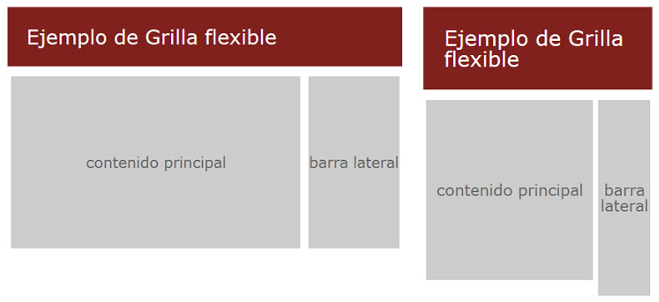 Ejemplo de Grilla flexible
contenido principal
barra lateral
Ejemplo de Grilla
flexible
contenido principal
barra
lateral